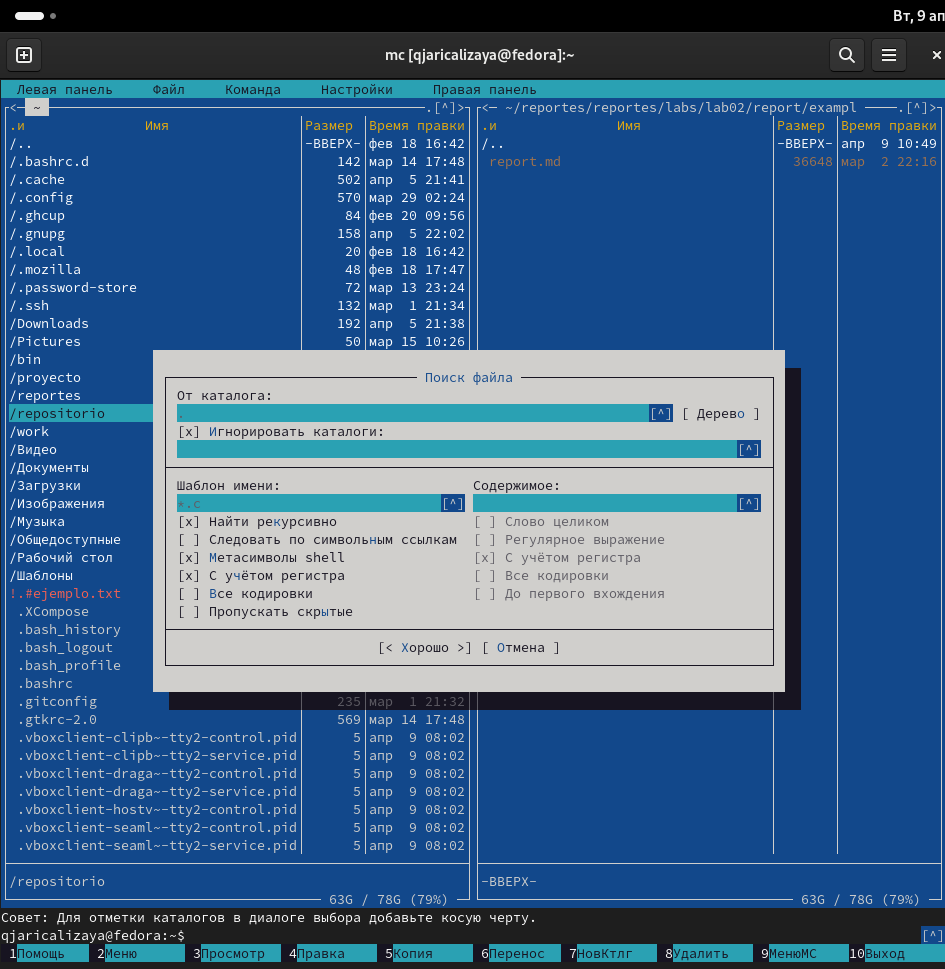 Вт, 9 ап
mc [qjaricalizaya@fedora]:~
Левая панель Файл Команда Настройки Правая панель
<─ ~ .[^]> <─ ~/reportes/reportes/labs/lab02/report/exampl .[^]>
.и Имя Размер Время правки .и Имя Размер Время правки
/.. -ВВЕРХ- фев 18 16:42 /.. -ВВЕРХ- апр 9 10:49
/.bashrc.d 142 мар 14 17:48 report.md 36648 мар 2 22:16
/.cache 502 апр 5 21:41
/.config 570 мар 29 02:24
/.ghcup 84 фев 20 09:56
/.gnupg 158 апр 5 22:02
/.local 20 фев 18 16:42
/.mozilla 48 фев 18 17:47
/.password-store 72 мар 13 23:24
/.ssh 132 мар 1 21:34
/Downloads 192 апр 5 21:38
/Pictures 50 мар 15 10:26
/bin
/proyecto
/reportes
/repositorio
/work
/Видео
/Документы
/Загрузки
/Изображения
/Музыка
/Общедоступные
/Рабочий стол
/Шаблоны
!.#ejemplo.txt
.XCompose
.bash_history
.bash_logout
.bash_profile
.bashrc
Поиск файла
От каталога:
. [^] [ Дерево ]
[x] Игнорировать каталоги:
[^]
Шаблон имени: Содержимое:
*.c [^] [^]
[x] Найти рекурсивно [ ] Слово целиком
[ ] Следовать по символьным ссылкам [ ] Регулярное выражение
[x] Метасимволы shell [x] С учётом регистра
[x] С учётом регистра [ ] Все кодировки
[ ] Все кодировки [ ] До первого вхождения
[ ] Пропускать скрытые
[< Хорошо >] [ Отмена ]
.gitconfig 235 мар 1 21:32
.gtkrc-2.0 569 мар 14 17:48
.vboxclient-clipb~-tty2-control.pid 5 апр 9 08:02
.vboxclient-clipb~-tty2-service.pid 5 апр 9 08:02
.vboxclient-draga~-tty2-control.pid 5 апр 9 08:02
.vboxclient-draga~-tty2-service.pid 5 апр 9 08:02
.vboxclient-hostv~-tty2-control.pid 5 апр 9 08:02
.vboxclient-seaml~-tty2-control.pid 5 апр 9 08:02
.vboxclient-seaml~-tty2-service.pid 5 апр 9 08:02
/repositorio -ВВЕРХ-
63G / 78G (79%) 63G / 78G (79%)
Совет: Для отметки каталогов в диалоге выбора добавьте косую черту.
qjaricalizaya@fedora:~$ [^]
1Помощь 2Меню 3Просмотр 4Правка 5Копия 6Перенос 7НовКтлг 8Удалить 9МенюMC 10Выход